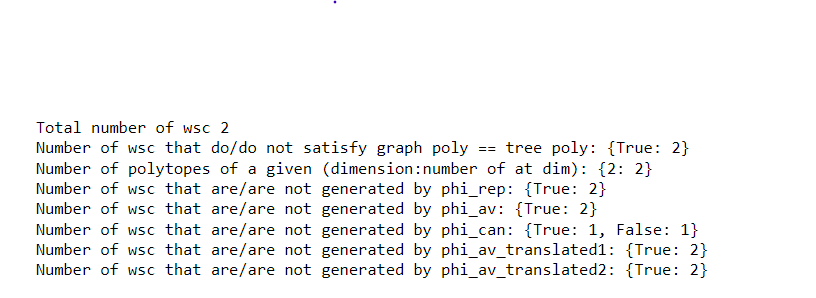 Total number of wsc 2
Number of wsc that do/do not satisfy graph poly == tree poly: {True: 2}
Number of polytopes of a given (dimension:number of at dim): {2: 2}
Number of wsc that are/are not generated by phi_rep: {True: 2}
Number of wsc that are/are not generated by phi_av: {True: 2}
Number of wsc that are/are not generated by phi_can: {True: 1, False: 1}
Number of wsc that are/are not generated by phi_av_translated1: {True: 2}
Number of wsc that are/are not generated by phi_av_translated2: {True: 2}